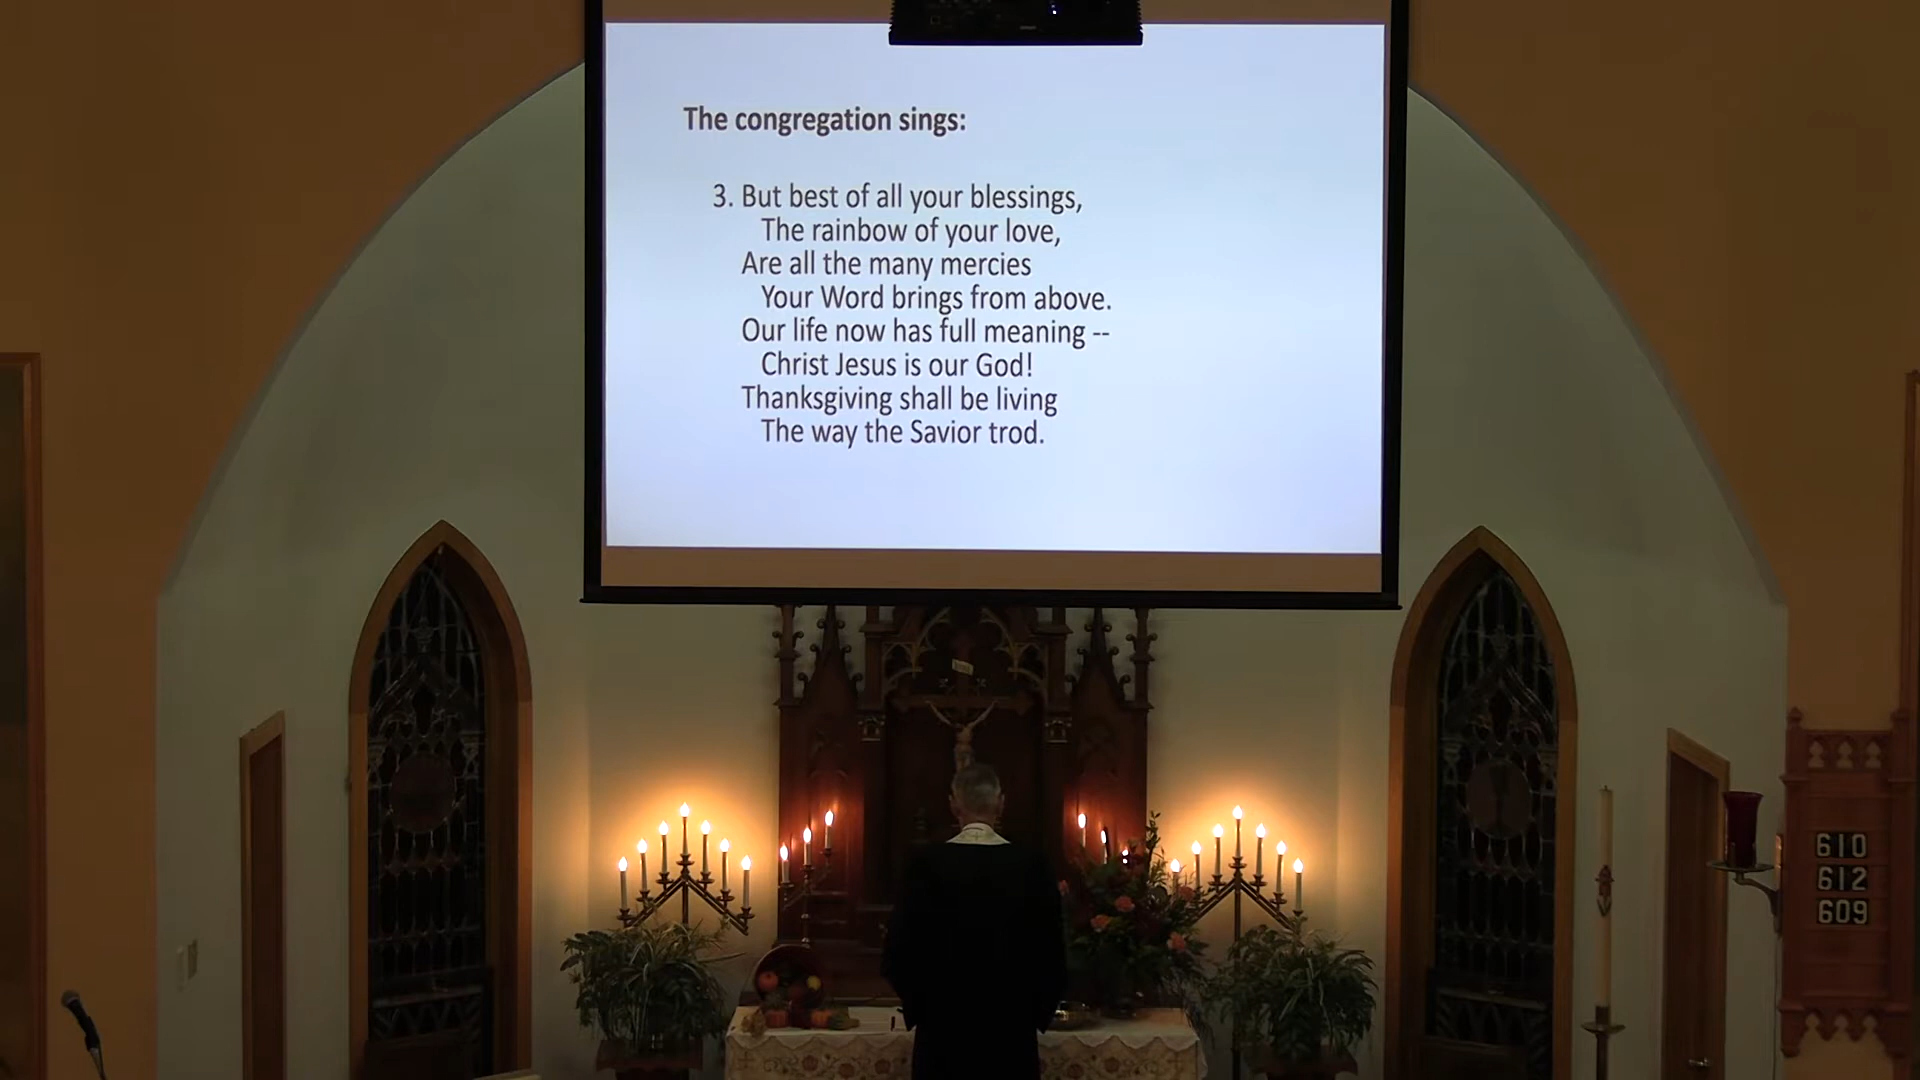 The congregation sings:
3. But best of all your blessings,
The rainbow of your love,
Are all the many mercies
Your Word brings from above.
Our life now has full meaning --
Christ Jesus is our God!
Thanksgiving shall be living
The way the Savior trod.
610
612
609